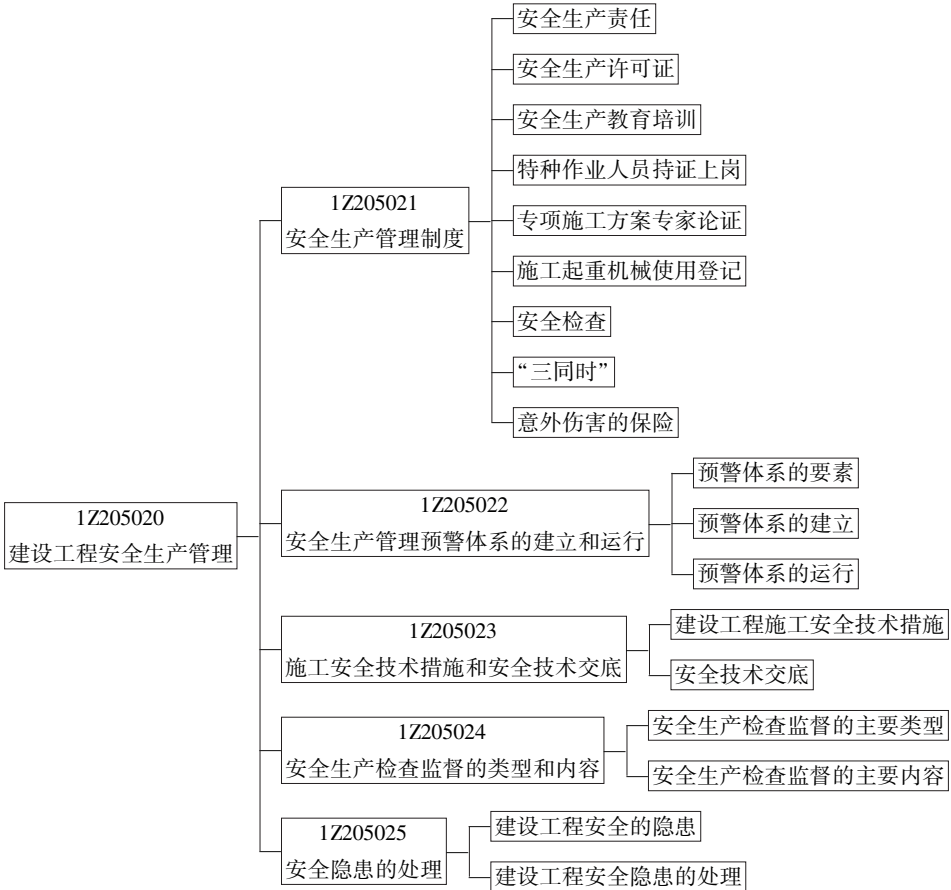 1Z205020
建设工程安全生产管理
1Z205021
安全生产管理制度
安全生产责任
安全生产许可证
安全生产教育培训
特种作业人员持证上岗
专项施工方案专家论证
施工起重机械使用登记
安全检查
“三同时”
意外伤害的保险
1Z205022
安全生产管理预警体系的建立和运行
预警体系的要素
预警体系的建立
预警体系的运行
1Z205023
施工安全技术措施和安全技术交底
建设工程施工安全技术措施
安全技术交底
1Z205024
安全生产检查监督的类型和内容
安全生产检查监督的主要类型
安全生产检查监督的主要内容
1Z205025
安全隐患的处理
建设工程安全的隐患
建设工程安全隐患的处理